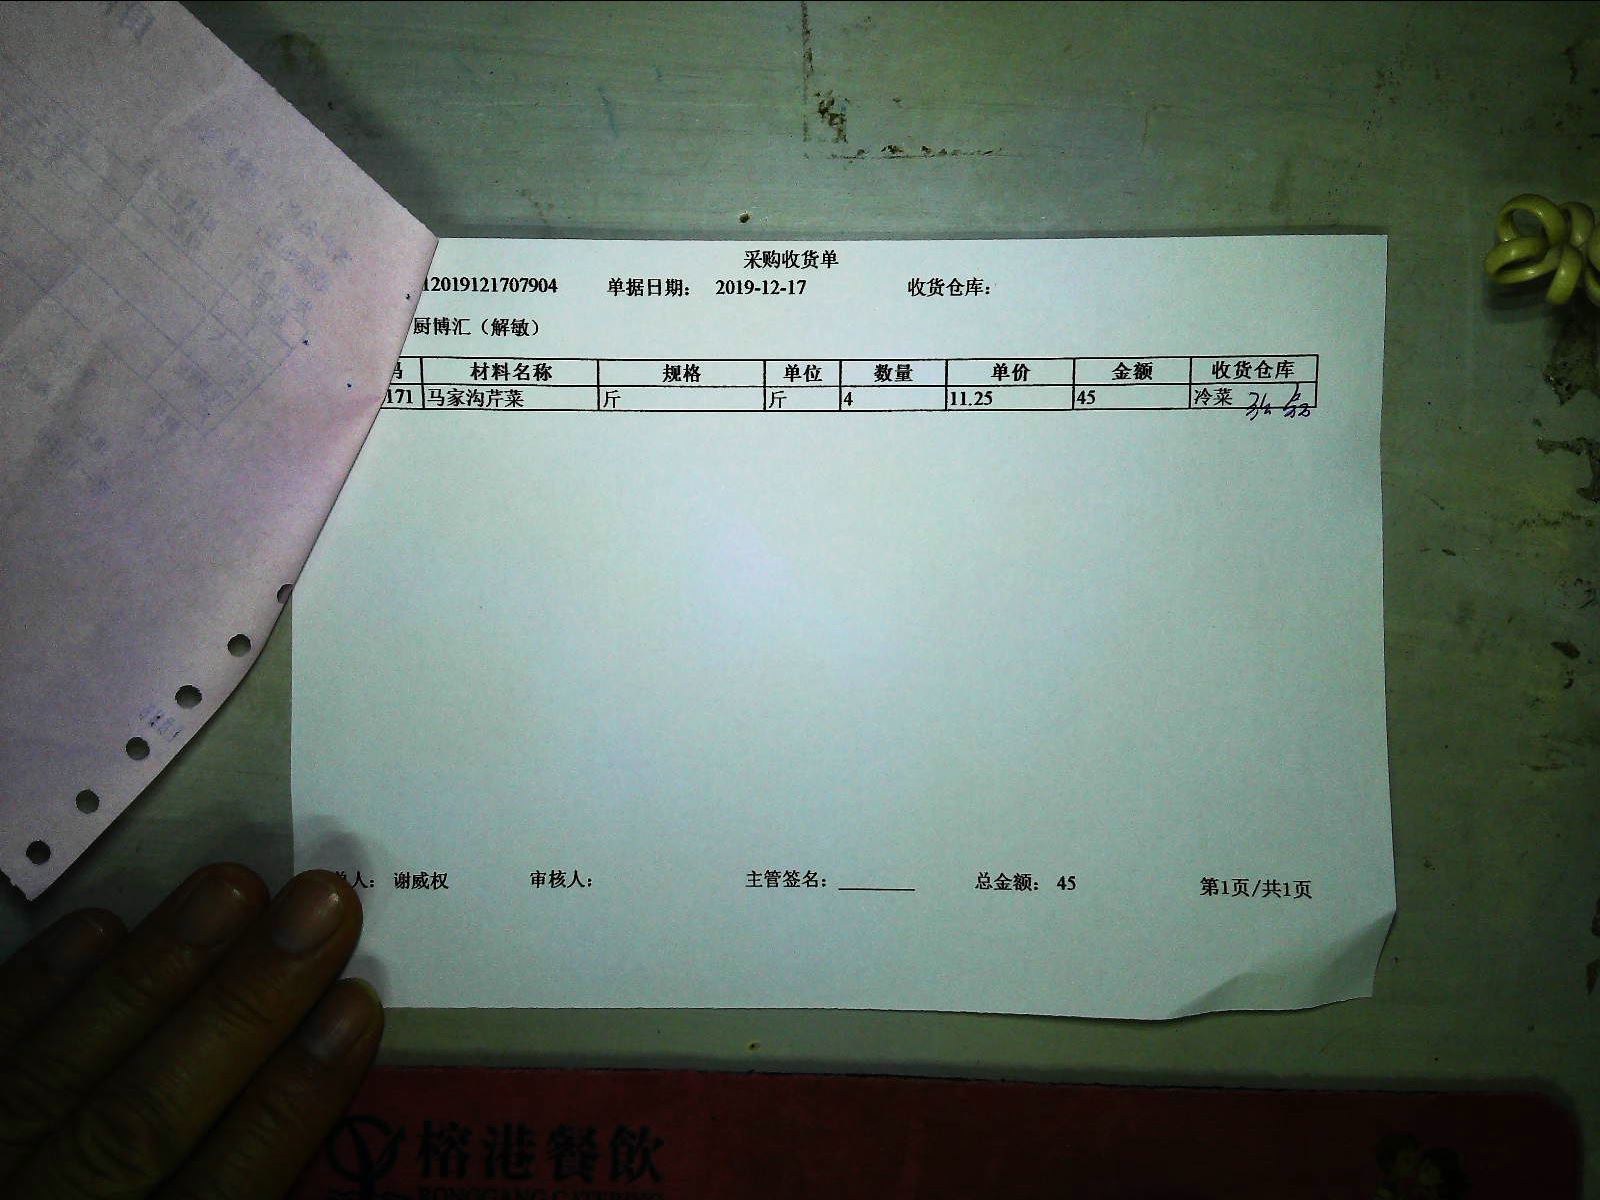 采购收货单
12019121707904 单据日期： 2019-12-17 收货仓库：
厨博汇（解敏）
码 材料名称 规格 单位 数量 单价 金额 收货仓库
171 马家沟芹菜 斤 斤 4 11.25 45 冷菜
单人： 谢威权 审核人： 主管签名： 总金额： 45 第1页/共1页
榕港餐飲